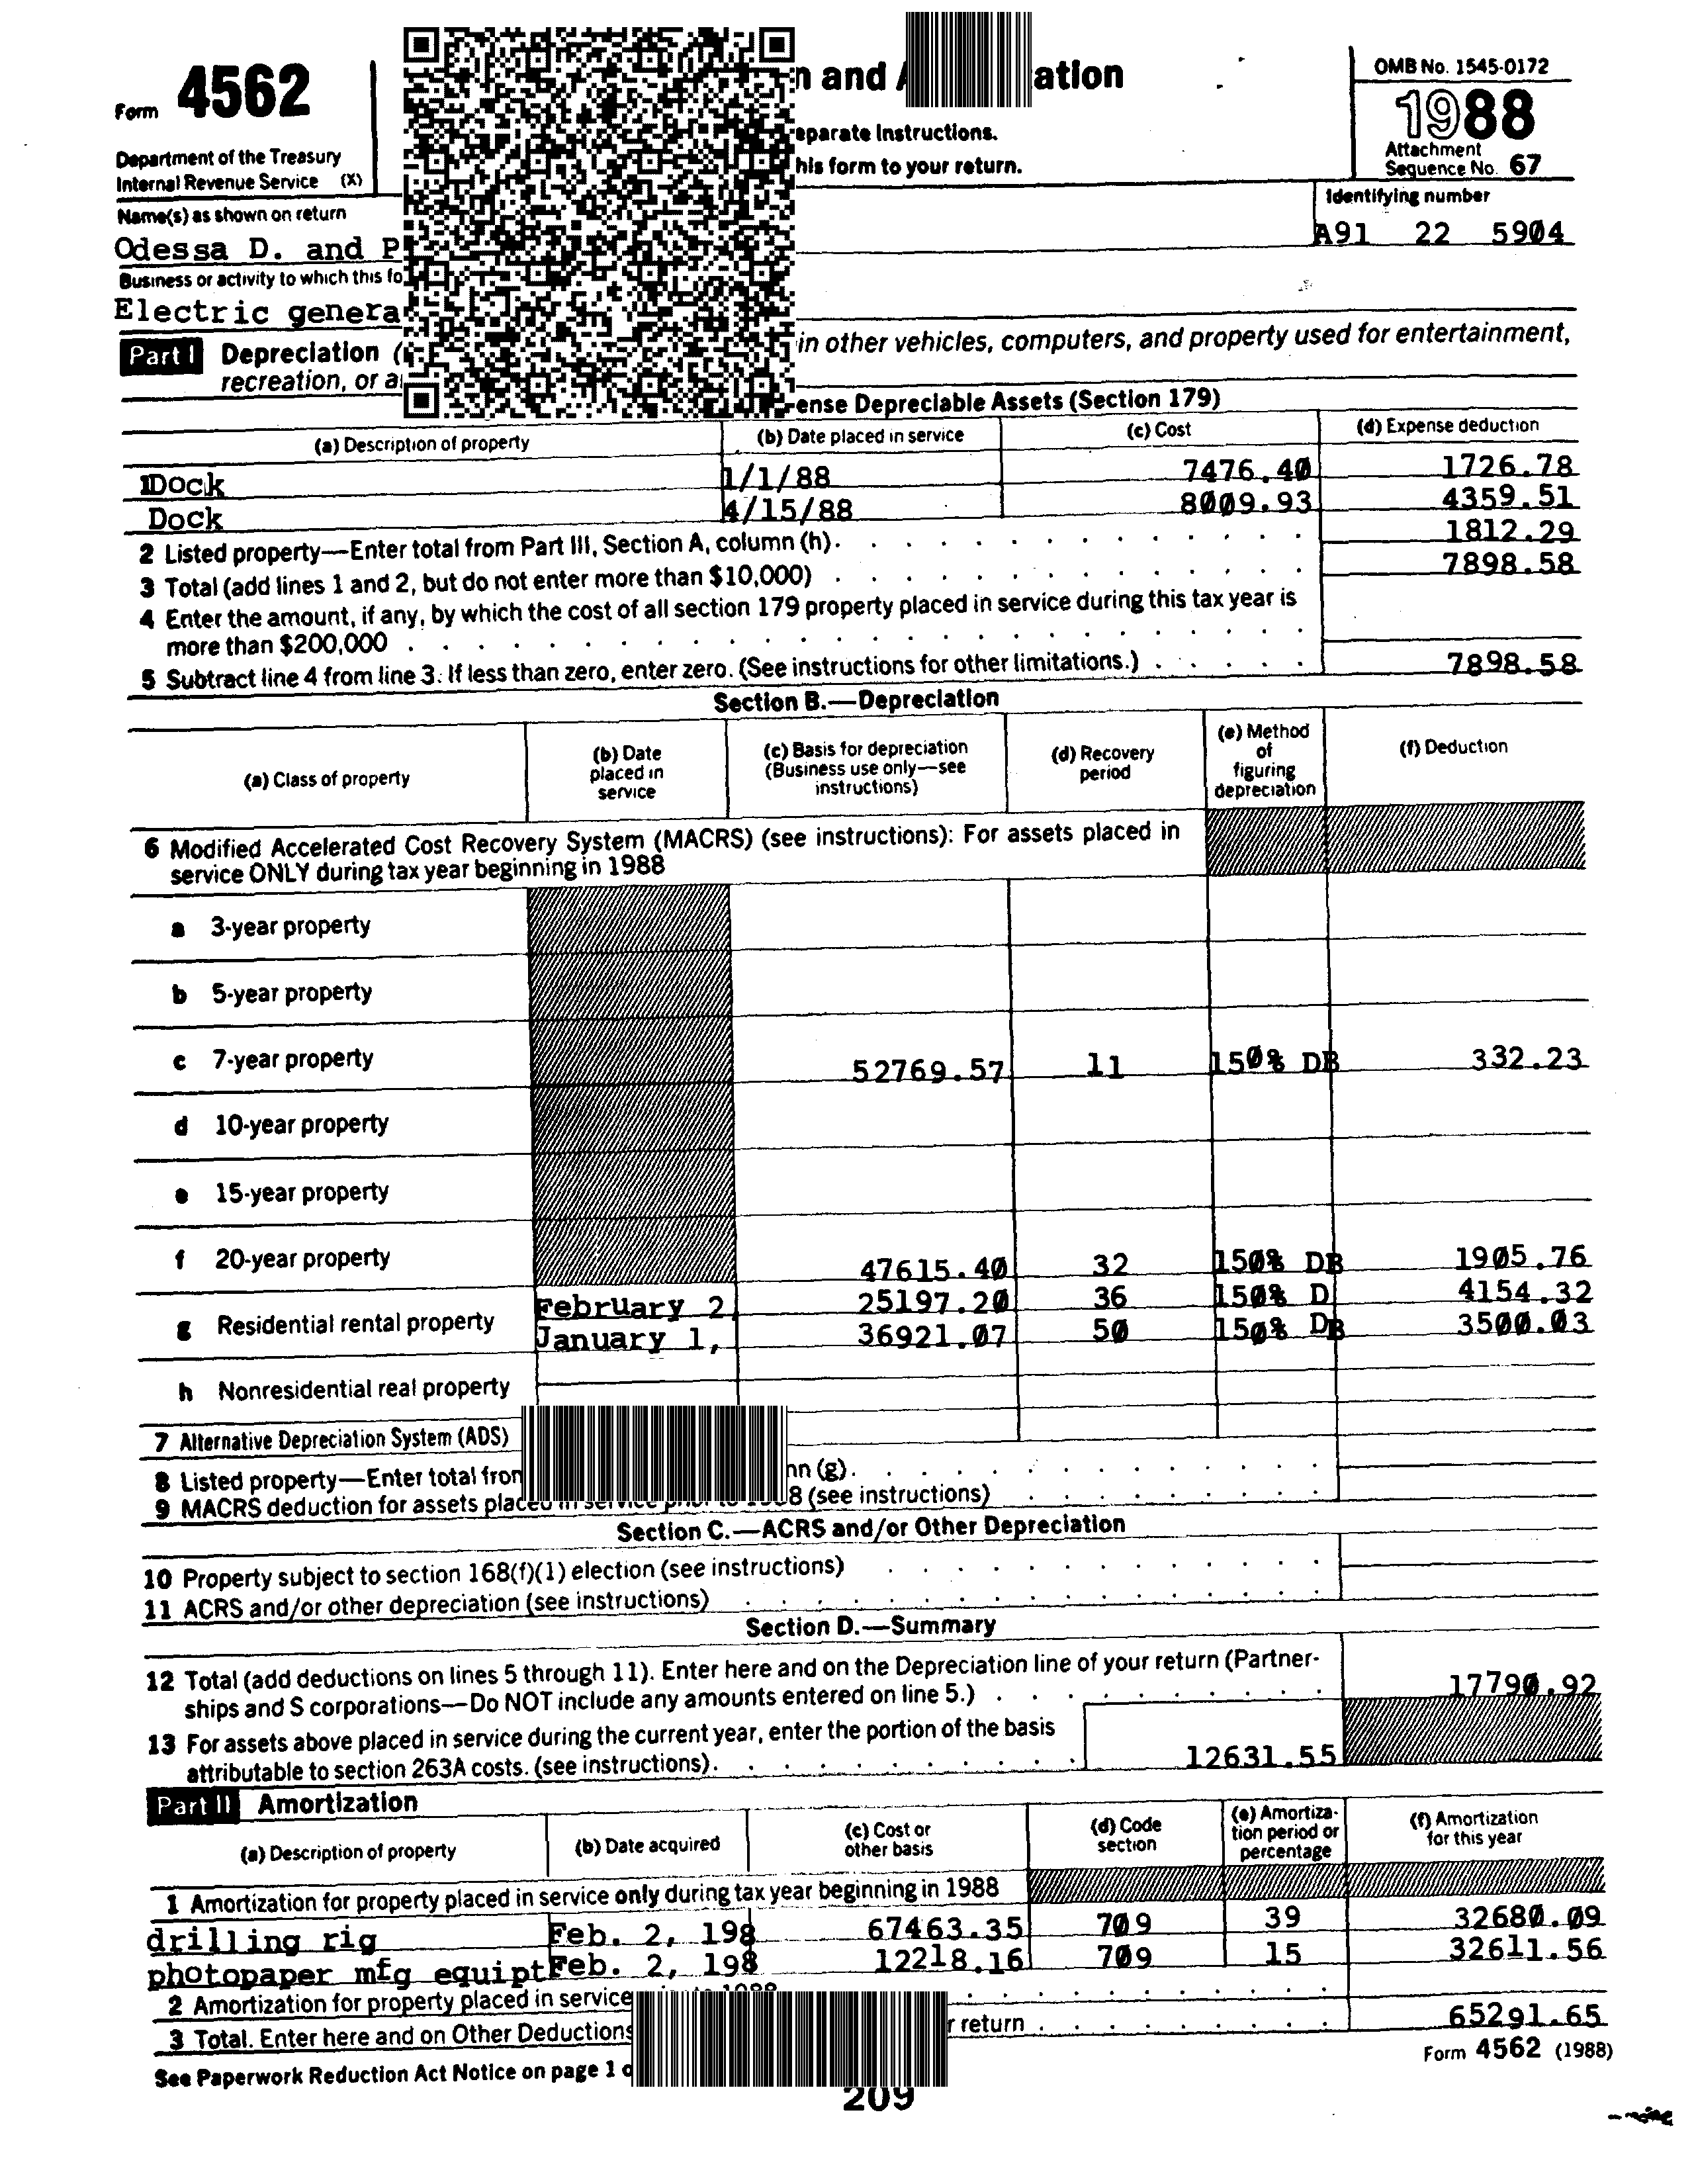 Form 4562
Department of the Treasury
Internal Revenue Service (X)
and
eparate Instructions.
his form to your return.
OMB No. 1545-0172
1988
Attachment
Sequence No. 67
Name(s) as shown on return
Identifying number
Odessa D. and
A91 22 5904
Business or activity to which this
Electric
Part I Depreciation
in other vehicles, computers, and property used for entertainment,
recreation, or
Depreciable Assets (Section 179)
(a) Description of property (b) Date placed in service (c) Cost (d) Expense deduction
1 Dock 1/1/88 7476.40 1726.78
Dock 4/15/88 8009.93 4359.51
2 Listed property—Enter total from Part III, Section A, column (h). 1812.29
3 Total (add lines 1 and 2, but do not enter more than $10,000) 7898.58
4 Enter the amount, if any, by which the cost of all section 179 property placed in service during this tax year is
more than $200,000
5 Subtract line 4 from line 3. If less than zero, enter zero. (See instructions for other limitations.) 7898.58
Section B.—Depreciation
(a) Class of property (b) Date placed in service (c) Basis for depreciation (Business use only—see instructions) (d) Recovery period (e) Method of figuring depreciation (f) Deduction
6 Modified Accelerated Cost Recovery System (MACRS) (see instructions): For assets placed in
service ONLY during tax year beginning in 1988
a 3-year property
b 5-year property
c 7-year property 52769.57 11 150% DB 332.23
d 10-year property
e 15-year property
f 20-year property 47615.40 32 150% DB 1905.76
February 2, 25197.20 36 150% D 4154.32
g Residential rental property
January 1, 36921.07 50 150% DB 3500.03
h Nonresidential real property
7 Alternative Depreciation System (ADS)
8 Listed property—Enter total (g).
9 MACRS deduction for assets placed in service prior to 1988 (see instructions)
Section C.—ACRS and/or Other Depreciation
10 Property subject to section 168(f)(1) election (see instructions)
11 ACRS and/or other depreciation (see instructions)
Section D.—Summary
12 Total (add deductions on lines 5 through 11). Enter here and on the Depreciation line of your return (Partner-
ships and S corporations—Do NOT include any amounts entered on line 5.) 17790.92
13 For assets above placed in service during the current year, enter the portion of the basis
attributable to section 263A costs. (see instructions). 12631.55
Part II Amortization
(a) Description of property (b) Date acquired (c) Cost or other basis (d) Code section (e) Amortiza-tion period or percentage (f) Amortization for this year
1 Amortization for property placed in service only during tax year beginning in 1988
drilling rig Feb. 2, 198 67463.35 709 39 32680.09
photopaper mfg equipt Feb. 2, 198 12218.16 709 15 32611.56
2 Amortization for property placed in service
3 Total. Enter here and on Other Deductions return 65291.65
See Paperwork Reduction Act Notice on page 1
Form 4562 (1988)
209